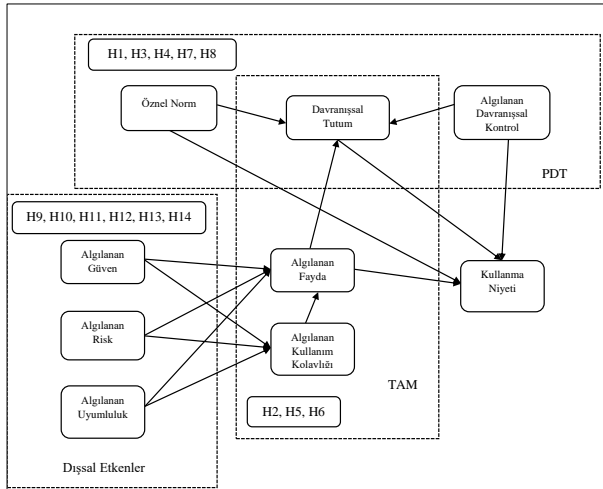 H1, H3, H4, H7, H8
Öznel Norm
Davranışsal
Tutum
Algılanan
Davranışsal
Kontrol
PDT
H9, H10, H11, H12, H13, H14
Algılanan
Güven
Algılanan
Fayda
Kullanma
Niyeti
Algılanan
Risk
Algılanan
Kullanım
Kolavlığı
TAM
Algılanan
Uyumluluk
H2, H5, H6
Dışsal Etkenler